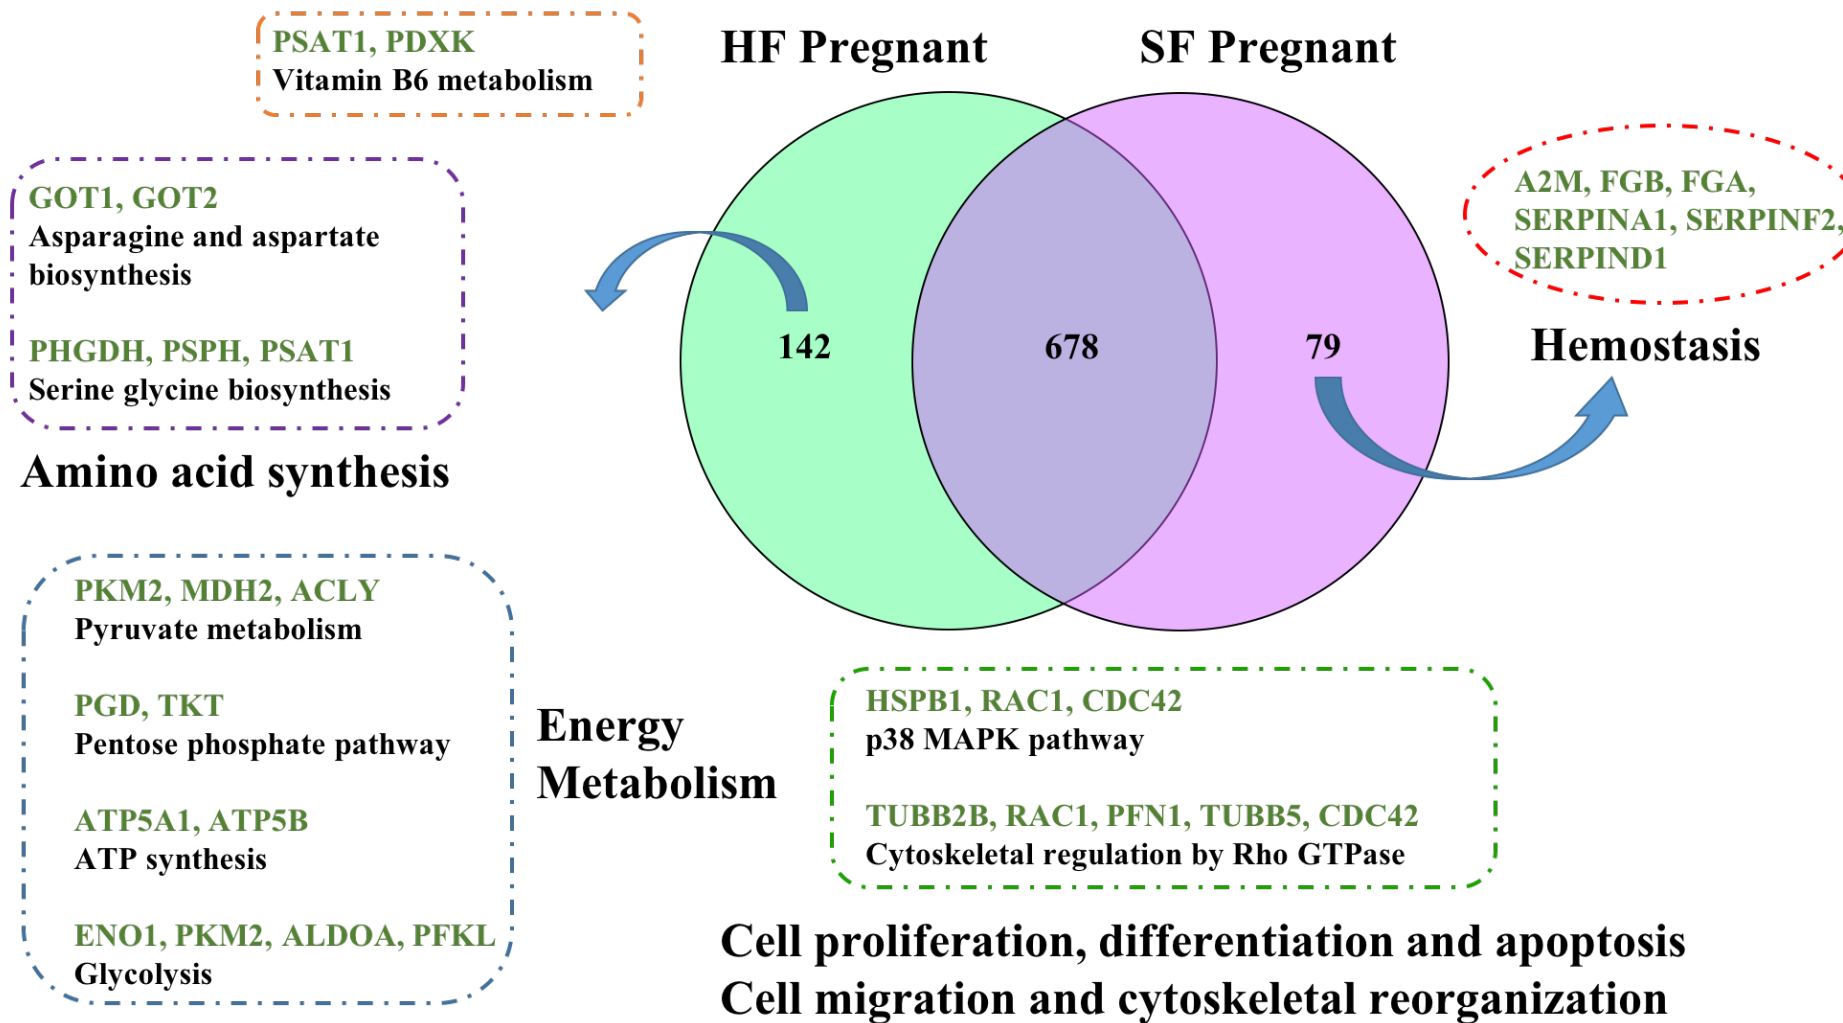 PSAT1, PDXK
Vitamin B6 metabolism
HF Pregnant
SF Pregnant
GOT1, GOT2
Asparagine and aspartate
biosynthesis
PHGDH, PSPH, PSAT1
Serine glycine biosynthesis
Amino acid synthesis
142
678
79
A2M, FGB, FGA,
SERPINA1, SERPINF2,
SERPIND1
Hemostasis
PKM2, MDH2, ACLY
Pyruvate metabolism
PGD, TKT
Pentose phosphate pathway
ATP5A1, ATP5B
ATP synthesis
ENO1, PKM2, ALDOA, PFKL
Glycolysis
Energy
Metabolism
HSPB1, RAC1, CDC42
p38 MAPK pathway
TUBB2B, RAC1, PFN1, TUBB5, CDC42
Cytoskeletal regulation by Rho GTPase
Cell proliferation, differentiation and apoptosis
Cell migration and cytoskeletal reorganization